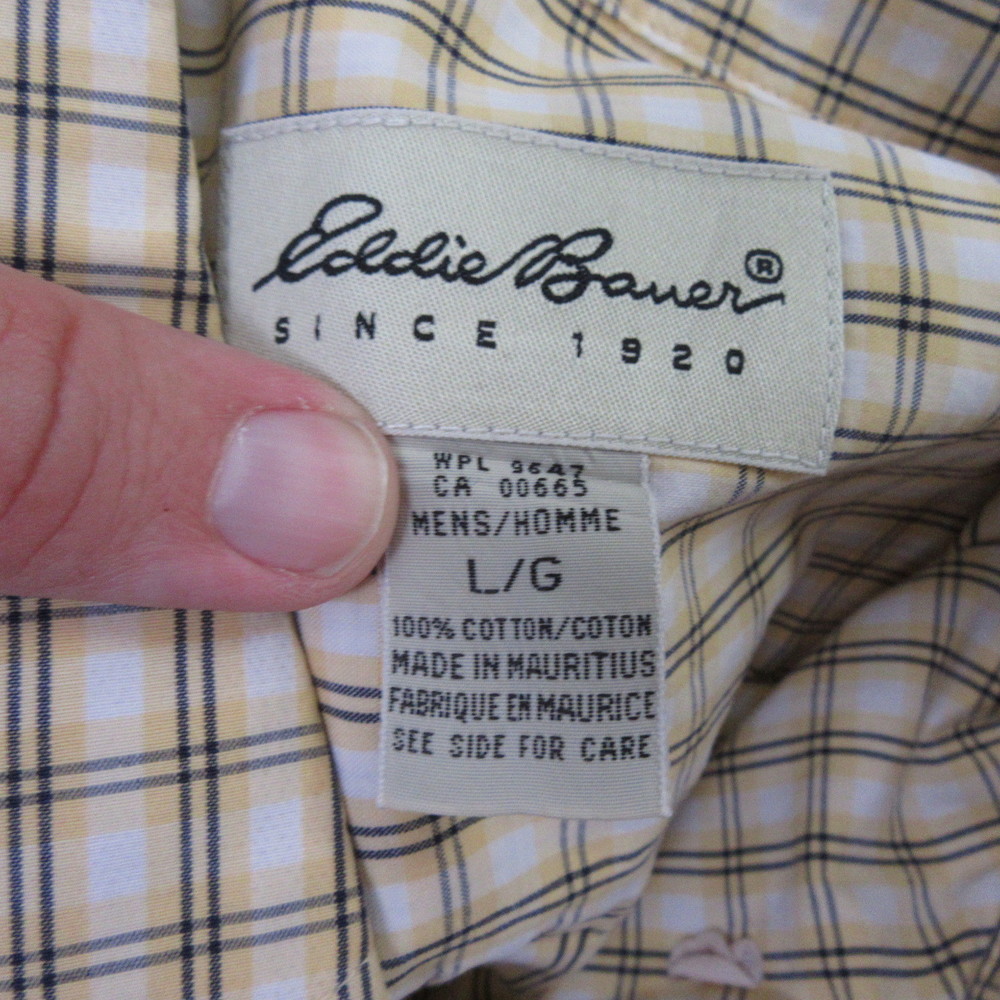 Eddie Bauer®
SINCE 1920
WPL 9647
CA 00665
MENS/HOMME
L/G
100% COTTON/COTON
MADE IN MAURITIUS
FABRIQUE EN MAURICE
SEE SIDE FOR CARE